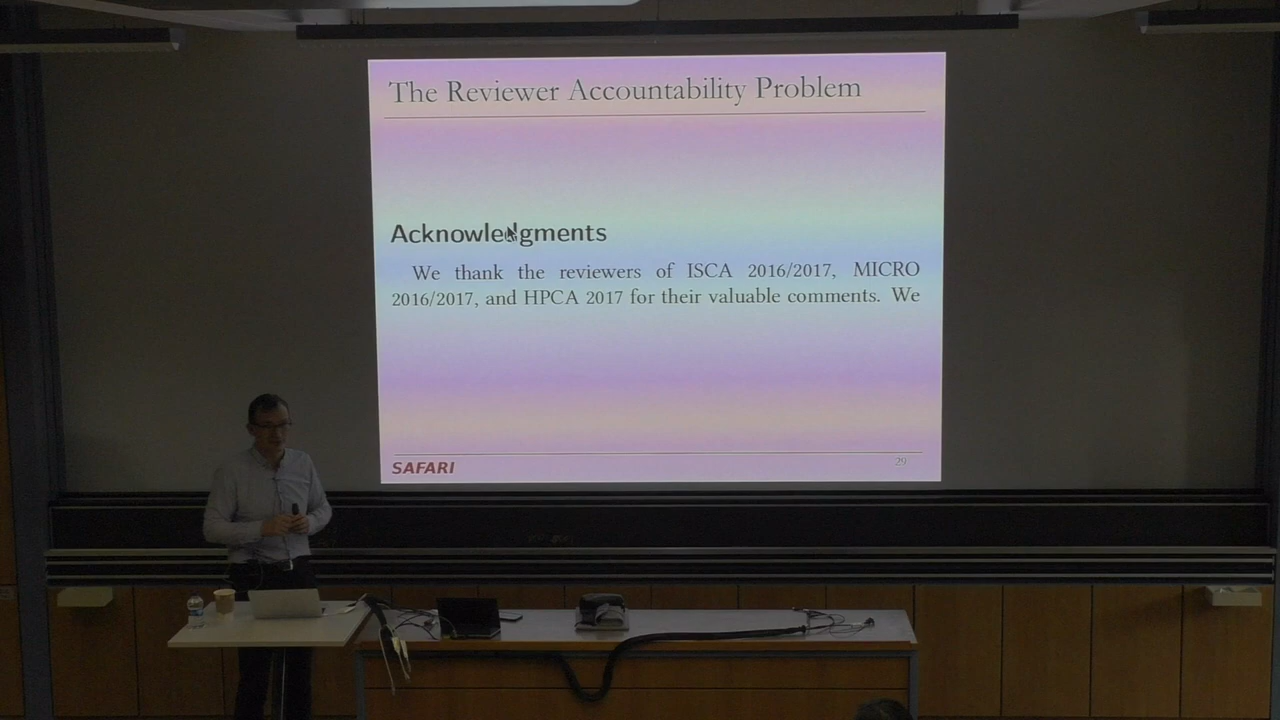 The Reviewer Accountability Problem
Acknowledgments
We thank the reviewers of ISCA 2016/2017, MICRO
2016/2017, and HPCA 2017 for their valuable comments. We
SAFARI
29